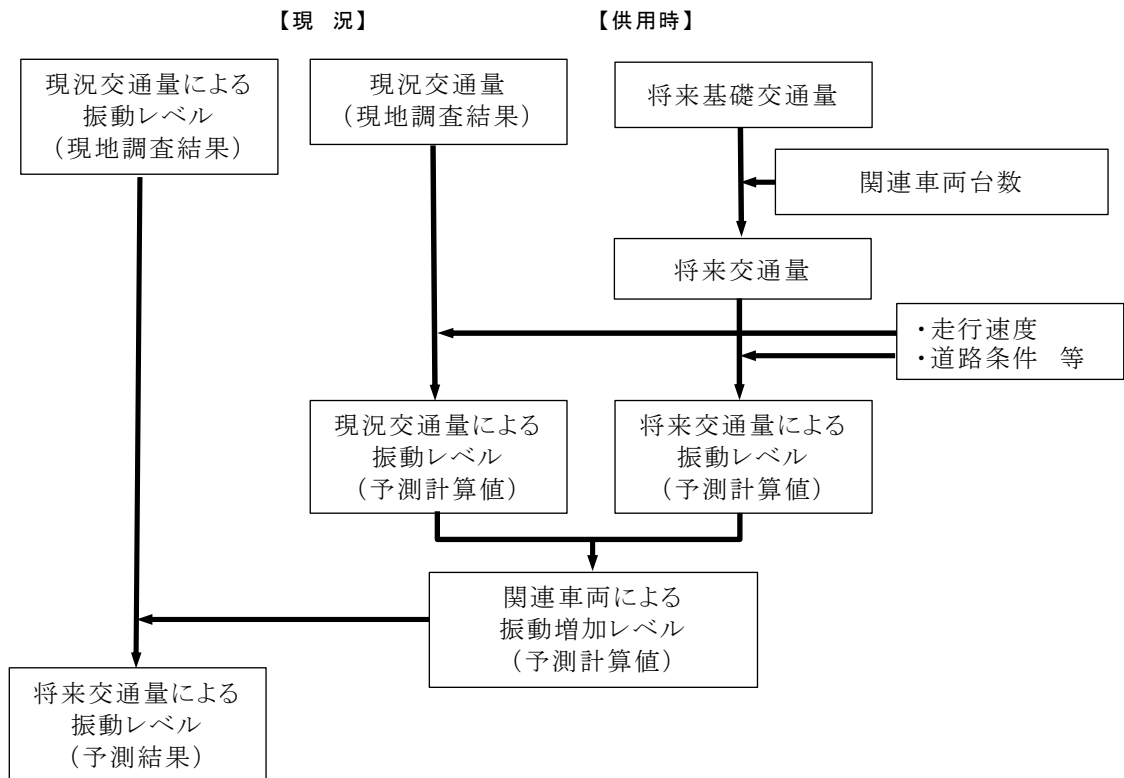 【現　況】
【供用時】
現況交通量による
振動レベル
（現地調査結果）
現況交通量
（現地調査結果）
将来基礎交通量
関連車両台数
将来交通量
・走行速度
・道路条件　等
現況交通量による
振動レベル
（予測計算値）
将来交通量による
振動レベル
（予測計算値）
関連車両による
振動増加レベル
（予測計算値）
将来交通量による
振動レベル
（予測結果）